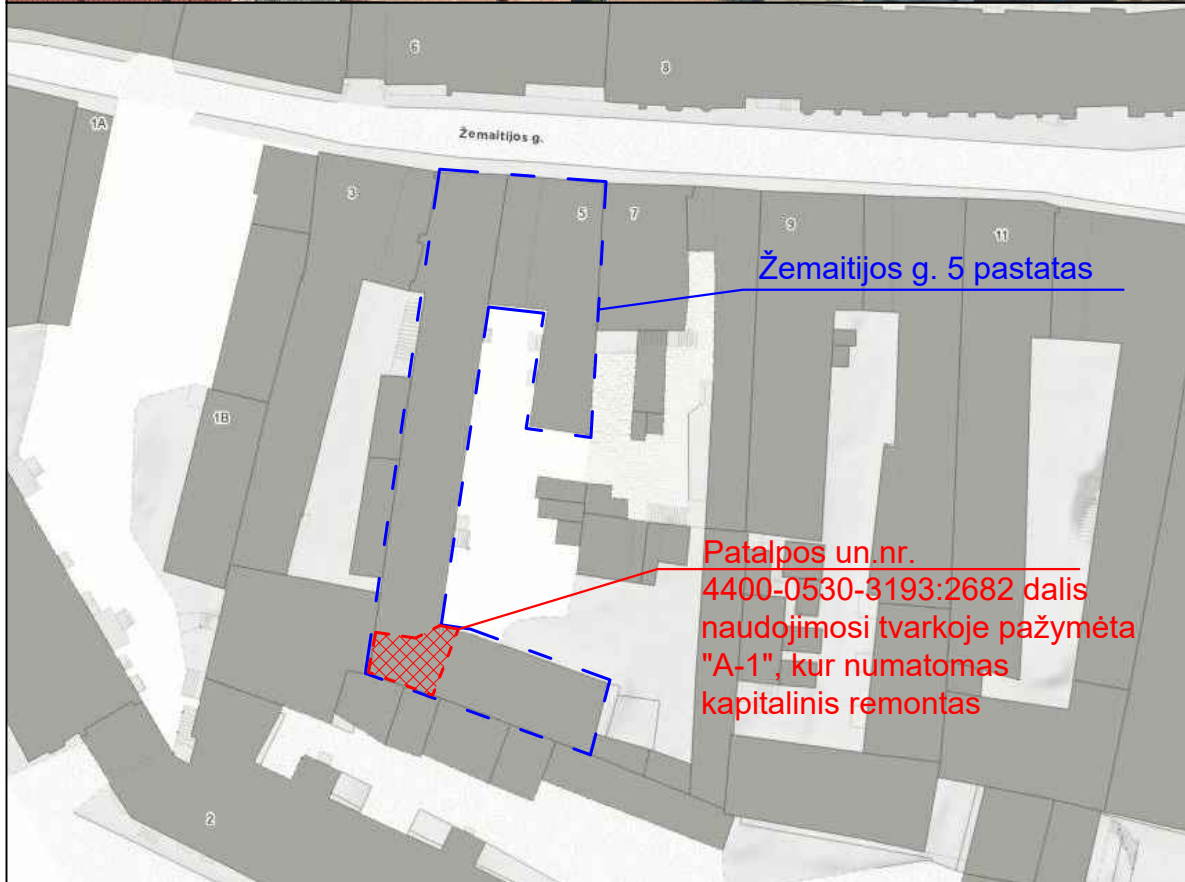 6
8
1A
Žemaitijos g.
3
5
7
9
11
Žemaitijos g. 5 pastatas
1B
Patalpos un.nr.
4400-0530-3193:2682 dalis
naudojimosi tvarkoje pažymėta
"A-1", kur numatomas
kapitalinis remontas
2